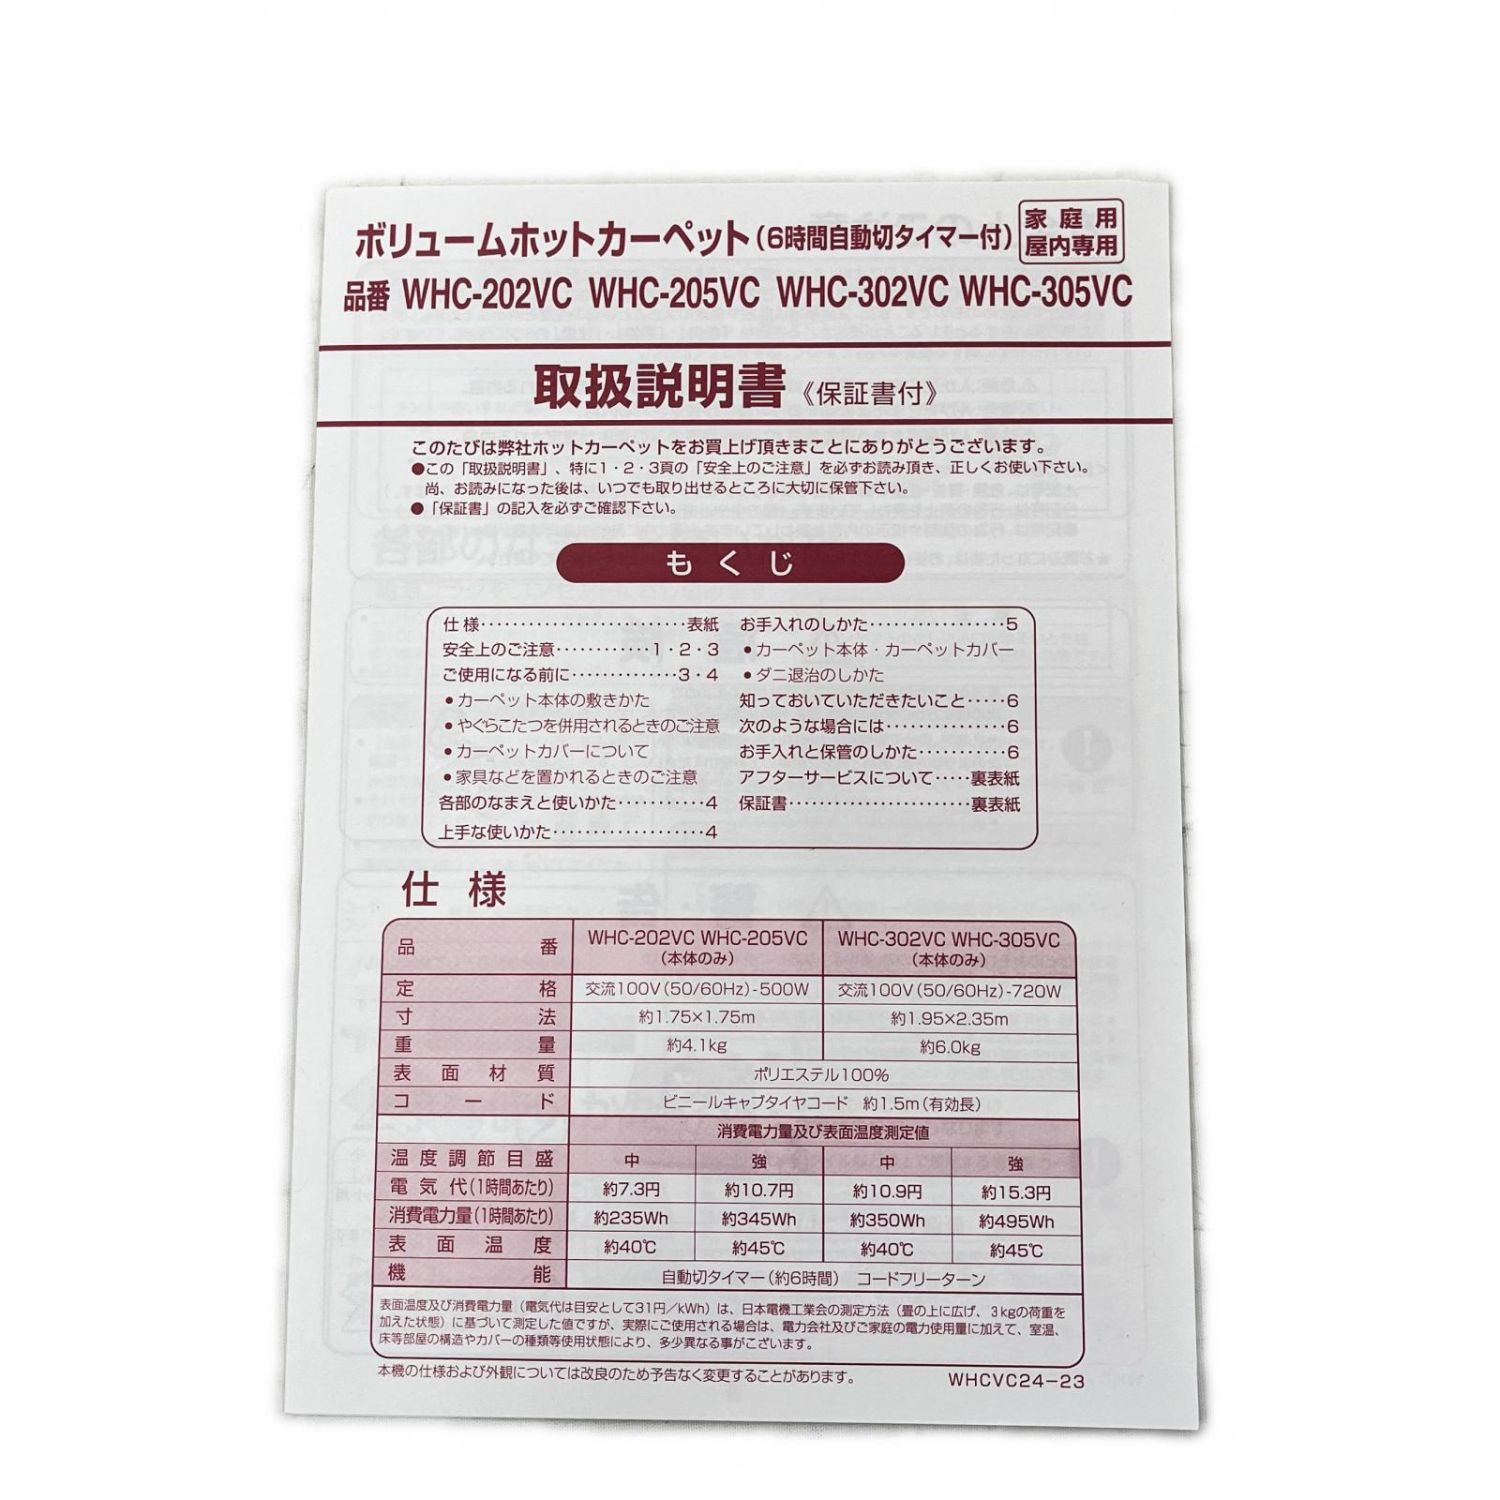 ボリュームホットカーペット(6時間自動切タイマー付)
家庭用
屋内専用
品番 WHC-202VC WHC-205VC WHC-302VC WHC-305VC
取扱説明書《保証書付》
このたびは弊社ホットカーペットをお買上げ頂きまことにありがとうございます。
●この「取扱説明書」、特に1・2・3頁の「安全上のご注意」を必ずお読み頂き、正しくお使い下さい。
尚、お読みになった後は、いつでも取り出せるところに大切に保管下さい。
●「保証書」の記入を必ずご確認下さい。
もくじ
仕様‥‥‥‥‥‥‥‥‥‥‥‥表紙
安全上のご注意‥‥‥‥‥‥1・2・3
ご使用になる前に‥‥‥‥‥‥‥3・4
●カーペット本体の敷きかた
●やぐらこたつを併用されるときのご注意
●カーペットカバーについて
●家具などを置かれるときのご注意
各部のなまえと使いかた‥‥‥‥‥4
上手な使いかた‥‥‥‥‥‥‥‥‥4
お手入れのしかた‥‥‥‥‥‥‥‥5
●カーペット本体・カーペットカバー
●ダニ退治のしかた
知っておいていただきたいこと‥‥6
次のような場合には‥‥‥‥‥‥‥6
お手入れと保管のしかた‥‥‥‥‥6
アフターサービスについて‥‥裏表紙
保証書‥‥‥‥‥‥‥‥‥‥‥裏表紙
仕様
品番 WHC-202VC WHC-205VC (本体のみ) WHC-302VC WHC-305VC (本体のみ)
定格 交流100V(50/60Hz)-500W 交流100V(50/60Hz)-720W
寸法 約1.75×1.75m 約1.95×2.35m
重量 約4.1kg 約6.0kg
表面材質 ポリエステル100%
コード ビニールキャブタイヤコード 約1.5m(有効長)
消費電力量及び表面温度測定値
温度調節目盛 中 強 中 強
電気代(1時間あたり) 約7.3円 約10.7円 約10.9円 約15.3円
消費電力量(1時間あたり) 約235Wh 約345Wh 約350Wh 約495Wh
表面温度 約40℃ 約45℃ 約40℃ 約45℃
機能 自動切タイマー(約6時間) コードフリーターン
表面温度及び消費電力量(電気代は目安として31円/kWh)は、日本電機工業会の測定方法(畳の上に広げ、3kgの荷重を
加えた状態)に基づいて測定した値ですが、実際にご使用される場合は、電力会社及びご家庭の電力使用量に加えて、室温、
床等部屋の構造やカバーの種類等使用状態により、多少異なる事がございます。
本機の仕様および外観については改良のため予告なく変更することがあります。
WHCVC24-23